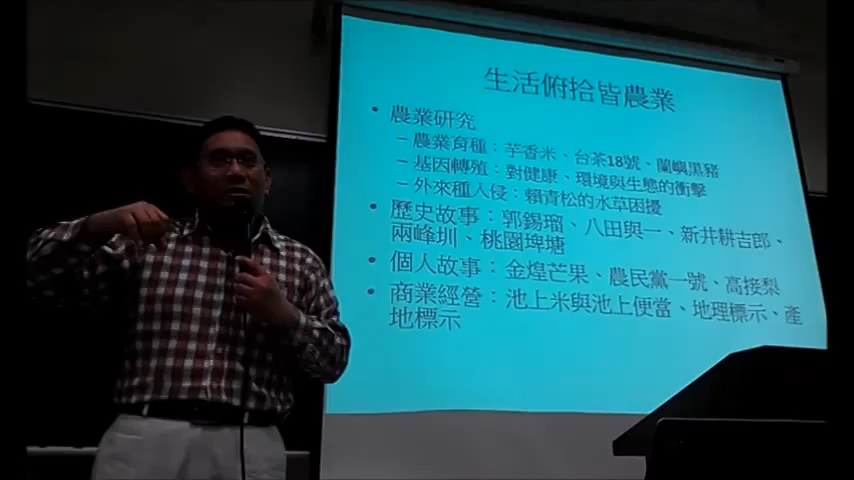 生活俯拾皆農業
• 農業研究
– 農業育種：芋香米、台茶18號、蘭嶼黑豬
– 基因轉殖：對健康、環境與生態的衝擊
– 外來種入侵：賴青松的水草困擾
• 歷史故事：郭錫瑠、八田與一、新井耕吉郎、
兩峰圳、桃園埤塘
• 個人故事：金煌芒果、農民黨一號、高接梨
• 商業經營：池上米與池上便當、地理標示、產
地標示